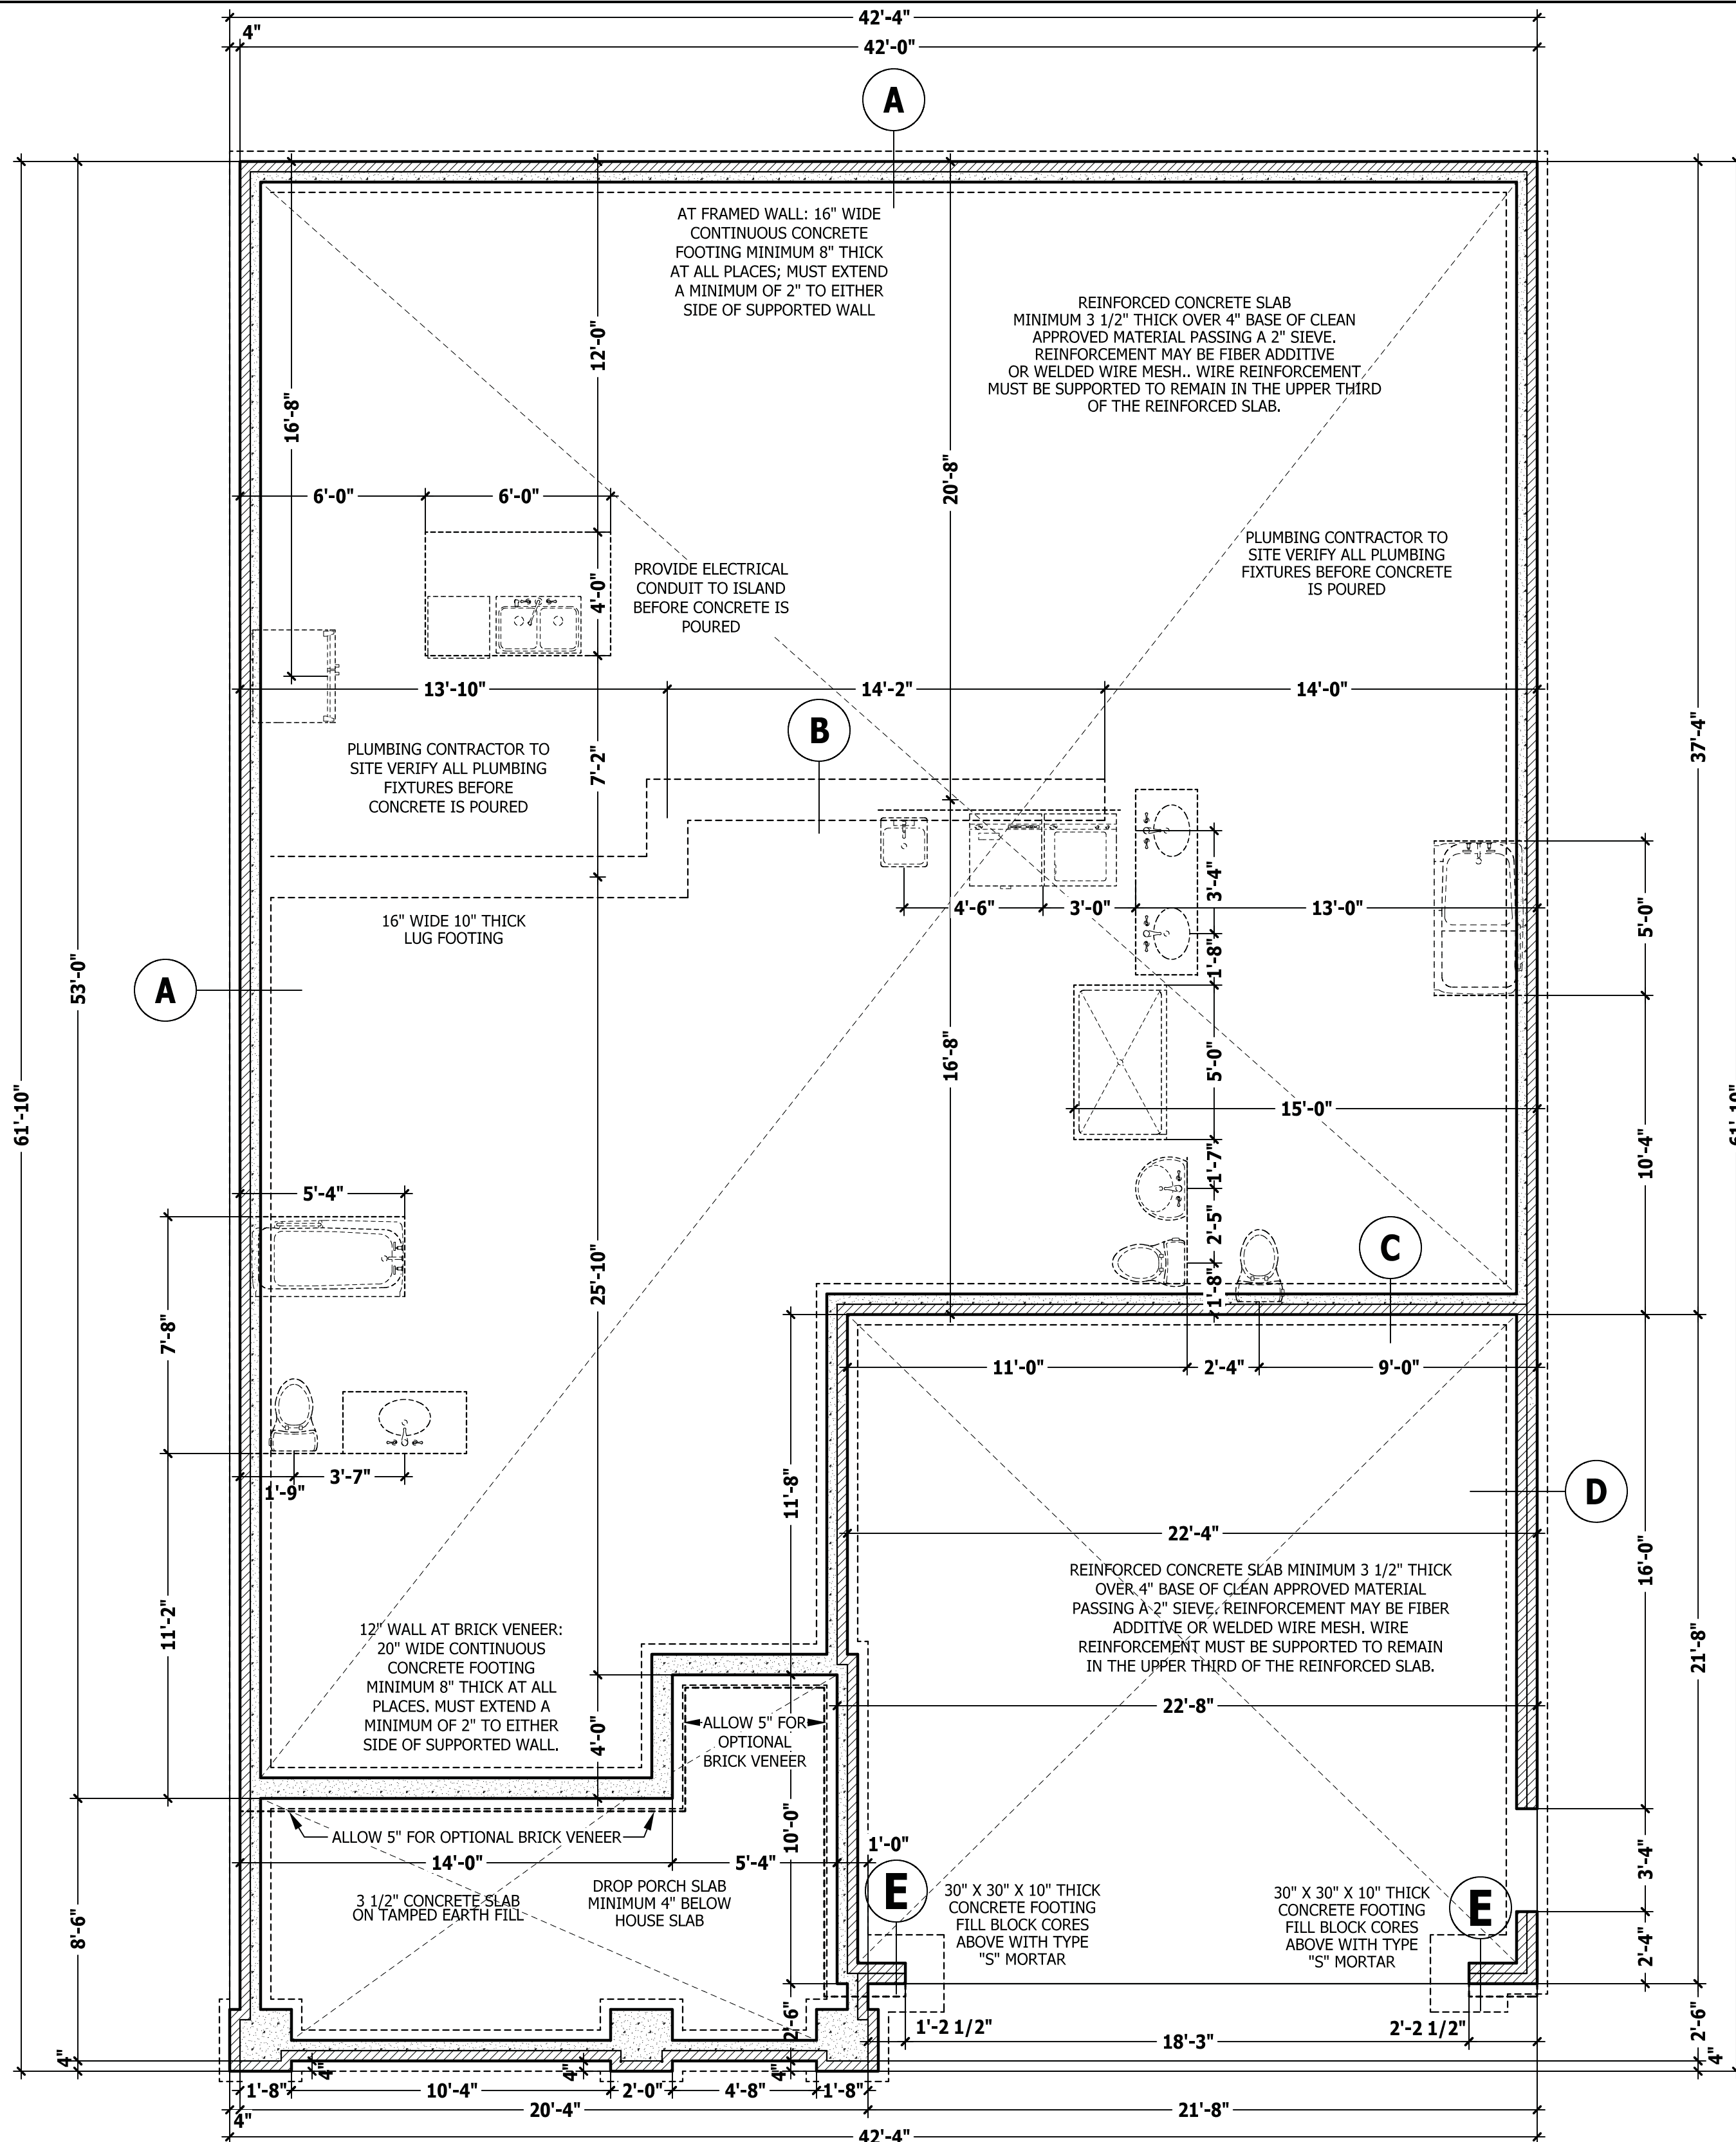 42'-4"
4"
42'-0"
A
AT FRAMED WALL: 16" WIDE
CONTINUOUS CONCRETE
FOOTING MINIMUM 8" THICK
AT ALL PLACES; MUST EXTEND
A MINIMUM OF 2" TO EITHER
SIDE OF SUPPORTED WALL
REINFORCED CONCRETE SLAB
MINIMUM 3 1/2" THICK OVER 4" BASE OF CLEAN
APPROVED MATERIAL PASSING A 2" SIEVE.
REINFORCEMENT MAY BE FIBER ADDITIVE
OR WELDED WIRE MESH.. WIRE REINFORCEMENT
MUST BE SUPPORTED TO REMAIN IN THE UPPER THIRD
OF THE REINFORCED SLAB.
12'-0"
16'-8"
20'-8"
6'-0"
6'-0"
4'-0"
PROVIDE ELECTRICAL
CONDUIT TO ISLAND
BEFORE CONCRETE IS
POURED
PLUMBING CONTRACTOR TO
SITE VERIFY ALL PLUMBING
FIXTURES BEFORE CONCRETE
IS POURED
13'-10"
14'-2"
14'-0"
B
37'-4"
PLUMBING CONTRACTOR TO
SITE VERIFY ALL PLUMBING
FIXTURES BEFORE
CONCRETE IS POURED
7'-2"
16" WIDE 10" THICK
LUG FOOTING
4'-6"
3'-0"
3'-4"
13'-0"
5'-0"
1'-8"
A
53'-0"
61'-10"
61'-10"
16'-8"
5'-0"
15'-0"
10'-4"
1'-7"
2'-5"
1'-8"
C
5'-4"
25'-10"
7'-8"
11'-0"
2'-4"
9'-0"
3'-7"
1'-9"
11'-8"
D
22'-4"
16'-0"
REINFORCED CONCRETE SLAB MINIMUM 3 1/2" THICK
OVER 4" BASE OF CLEAN APPROVED MATERIAL
PASSING A 2" SIEVE. REINFORCEMENT MAY BE FIBER
ADDITIVE OR WELDED WIRE MESH. WIRE
REINFORCEMENT MUST BE SUPPORTED TO REMAIN
IN THE UPPER THIRD OF THE REINFORCED SLAB.
11'-2"
12" WALL AT BRICK VENEER:
20" WIDE CONTINUOUS
CONCRETE FOOTING
MINIMUM 8" THICK AT ALL
PLACES. MUST EXTEND A
MINIMUM OF 2" TO EITHER
SIDE OF SUPPORTED WALL.
21'-8"
22'-8"
4'-0"
ALLOW 5" FOR
OPTIONAL
BRICK VENEER
10'-0"
ALLOW 5" FOR OPTIONAL BRICK VENEER
1'-0"
14'-0"
5'-4"
3'-4"
3 1/2" CONCRETE SLAB
ON TAMPED EARTH FILL
DROP PORCH SLAB
MINIMUM 4" BELOW
HOUSE SLAB
E
30" X 30" X 10" THICK
CONCRETE FOOTING
FILL BLOCK CORES
ABOVE WITH TYPE
"S" MORTAR
30" X 30" X 10" THICK
CONCRETE FOOTING
FILL BLOCK CORES
ABOVE WITH TYPE
"S" MORTAR
E
8'-6"
2'-4"
2'-6"
1'-2 1/2"
18'-3"
2'-2 1/2"
2'-6"
4"
4"
4"
4"
4"
1'-8"
10'-4"
2'-0"
4'-8"
1'-8"
4"
20'-4"
21'-8"
42'-4"